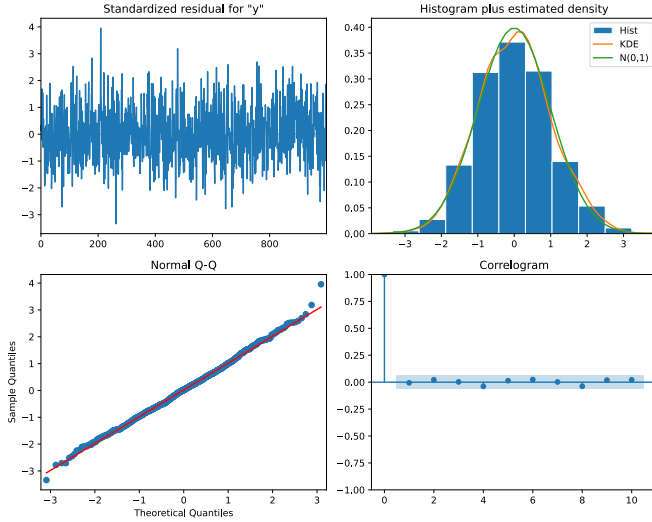 Standardized residual for "y"
4
3
2
1
0
−1
−2
−3
0 200 400 600 800
Histogram plus estimated density
Hist
KDE
N(0,1)
0.40
0.35
0.30
0.25
0.20
0.15
0.10
0.05
0.00
−3 −2 −1 0 1 2 3
Normal Q-Q
Sample Quantiles
4
3
2
1
0
−1
−2
−3
−3 −2 −1 0 1 2 3
Theoretical Quantiles
Correlogram
1.00
0.75
0.50
0.25
0.00
−0.25
−0.50
−0.75
−1.00
0 2 4 6 8 10